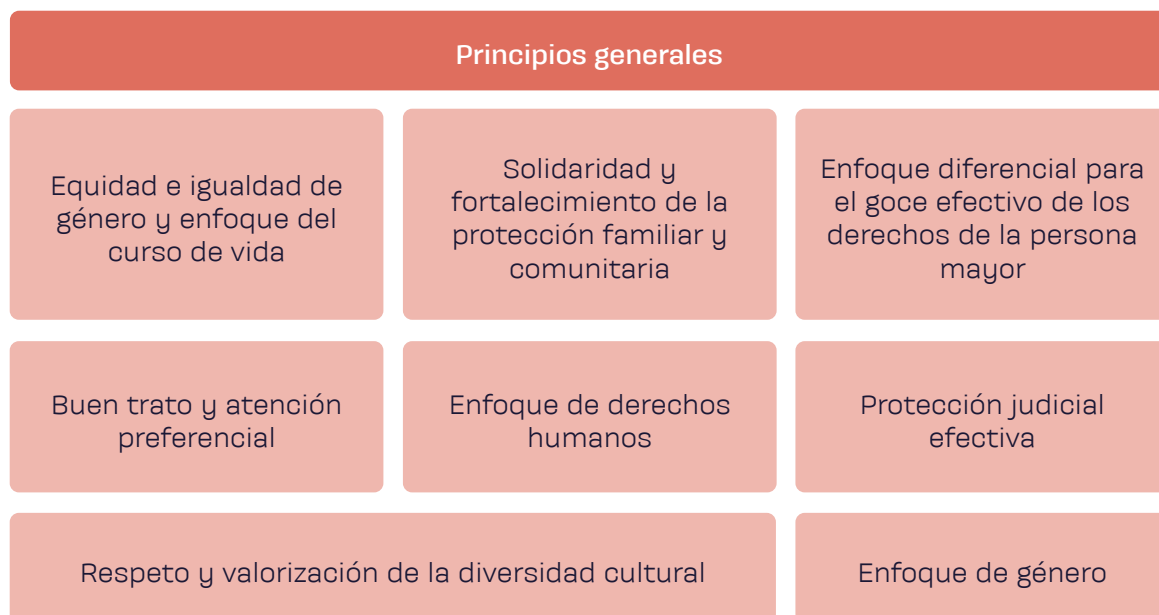 Principios generales
Equidad e igualdad de
género y enfoque del
curso de vida
Solidaridad y
fortalecimiento de la
protección familiar y
comunitaria
Enfoque diferencial para
el goce efectivo de los
derechos de la persona
mayor
Buen trato y atención
preferencial
Enfoque de derechos
humanos
Protección judicial
efectiva
Respeto y valorización de la diversidad cultural
Enfoque de género